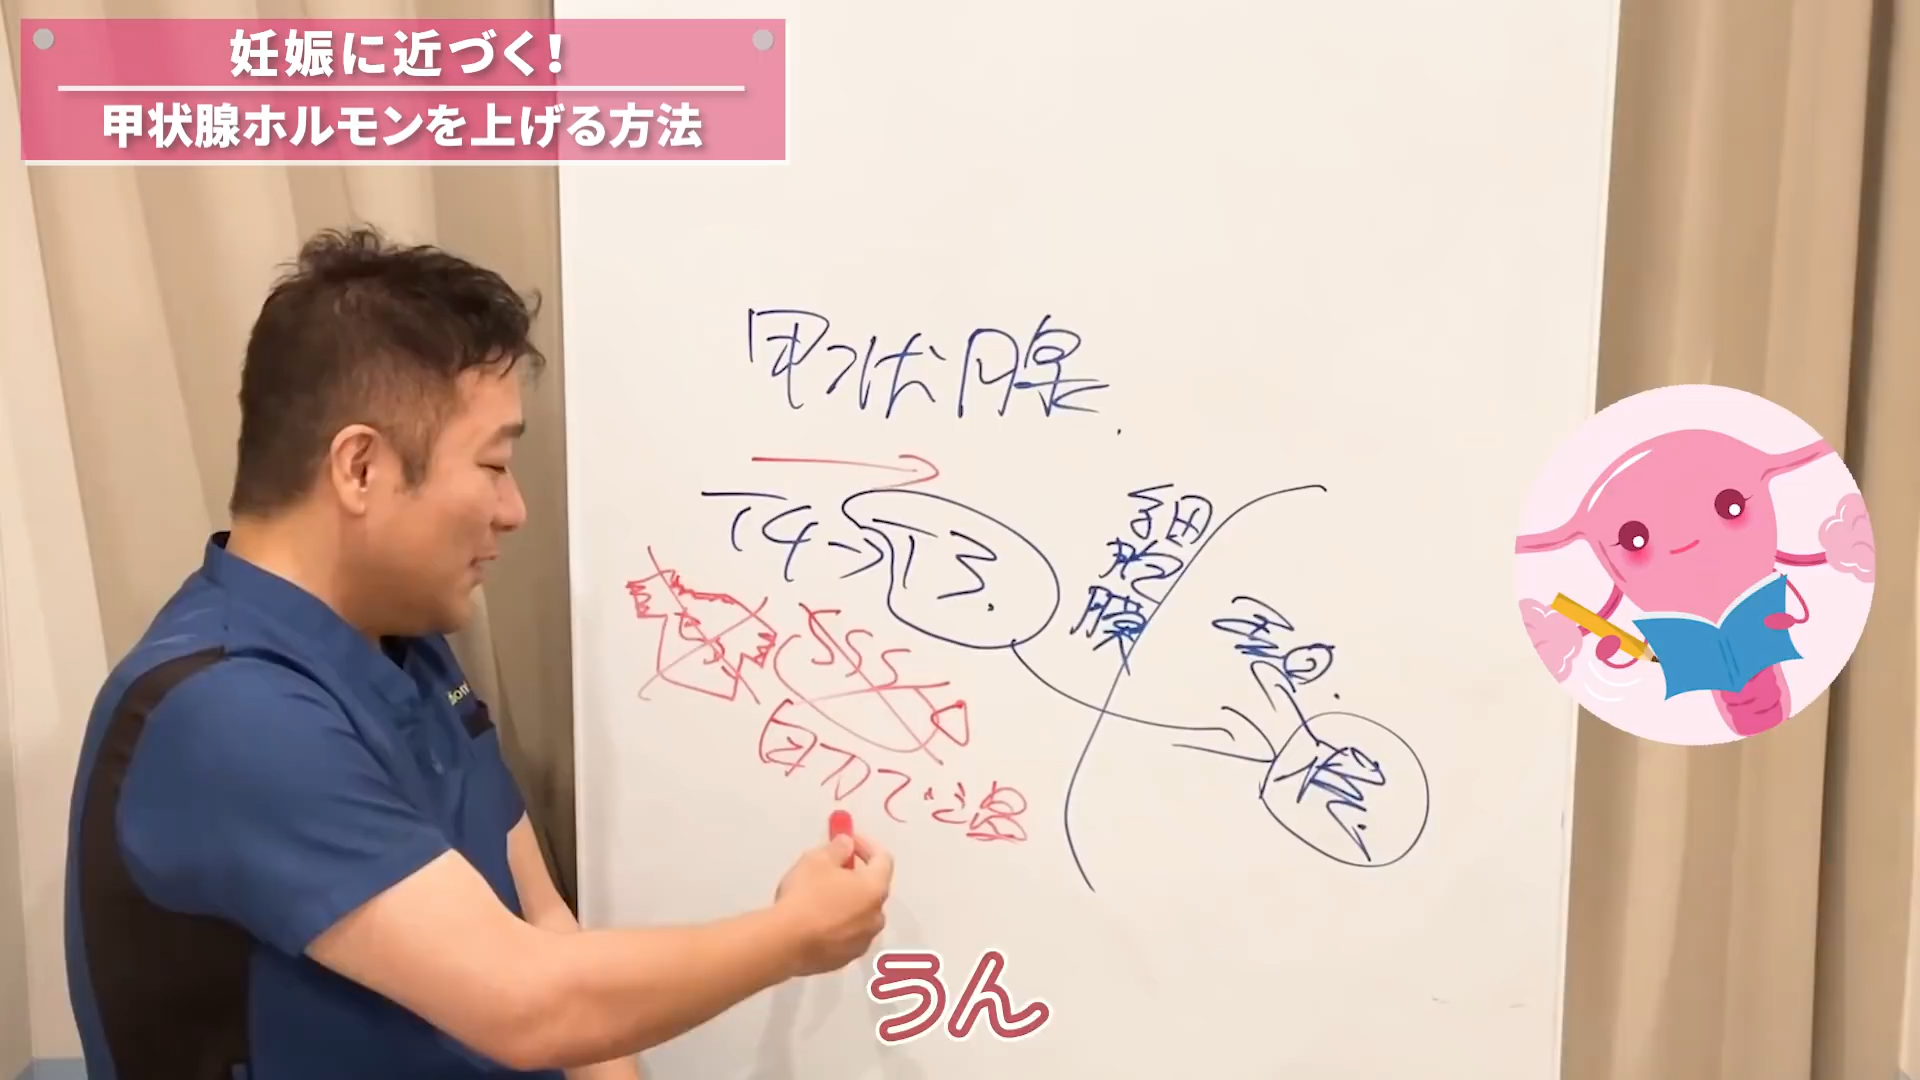 妊娠に近づく!
甲状腺ホルモンを上げる方法
甲状腺
T4→T3
細胞膜
自力で温
うん